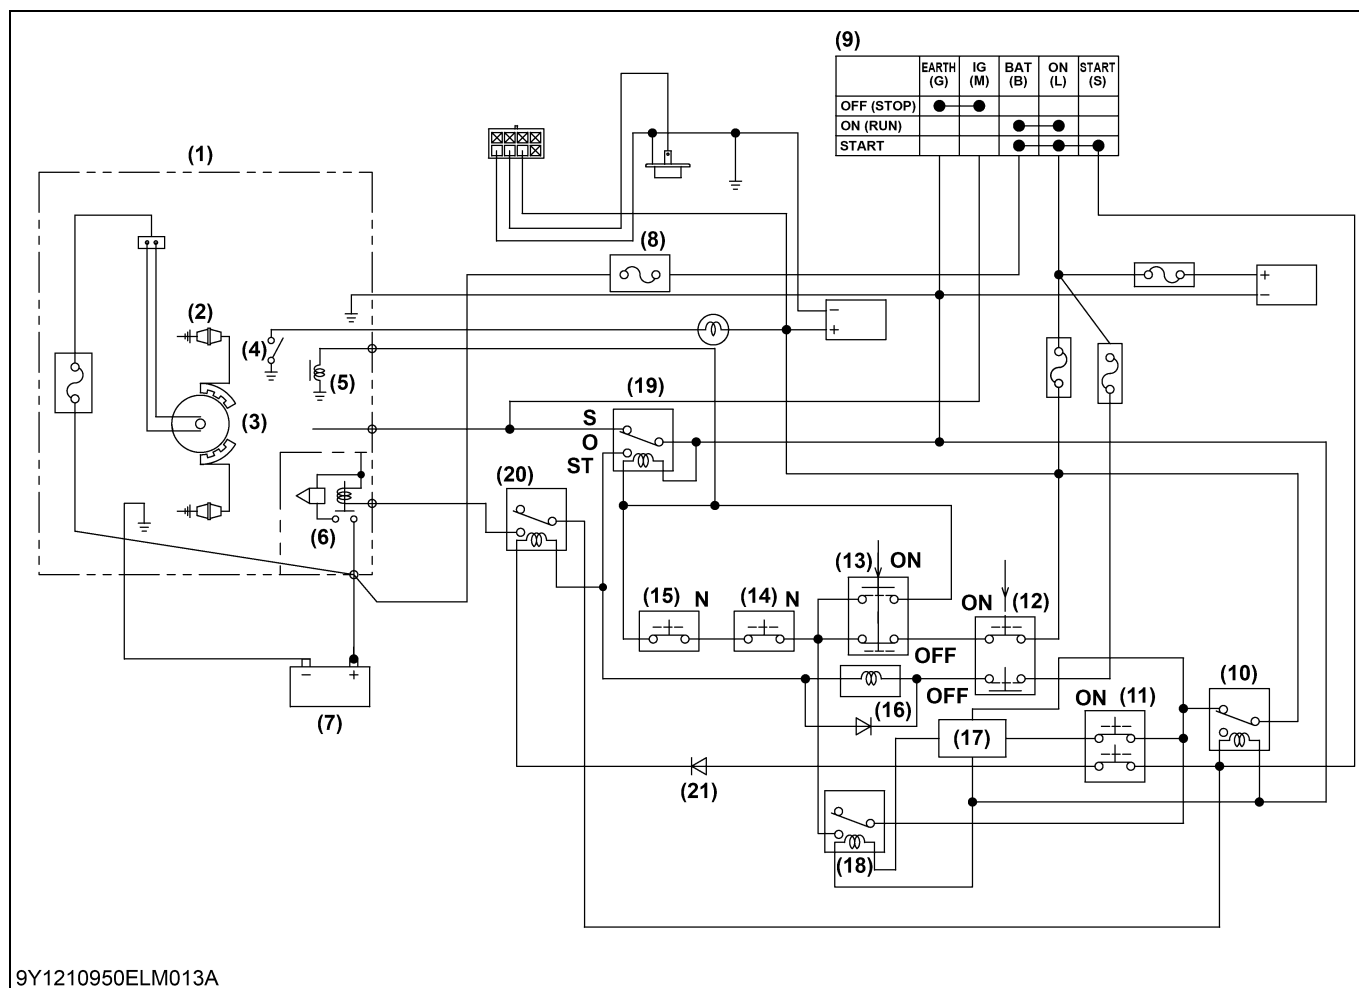 (9)
EARTH IG BAT ON START
(G) (M) (B) (L) (S)
OFF (STOP)
ON (RUN)
START
(1)
(8)
+
−
(2)
−
+
(4)
(5)
(19)
(3)
S
O
ST
(20)
(6)
(13) ON
(15) N (14) N
ON (12)
OFF
− +
(7)
OFF
(10)
ON (11)
(16)
(17)
(21)
(18)
9Y1210950ELM013A